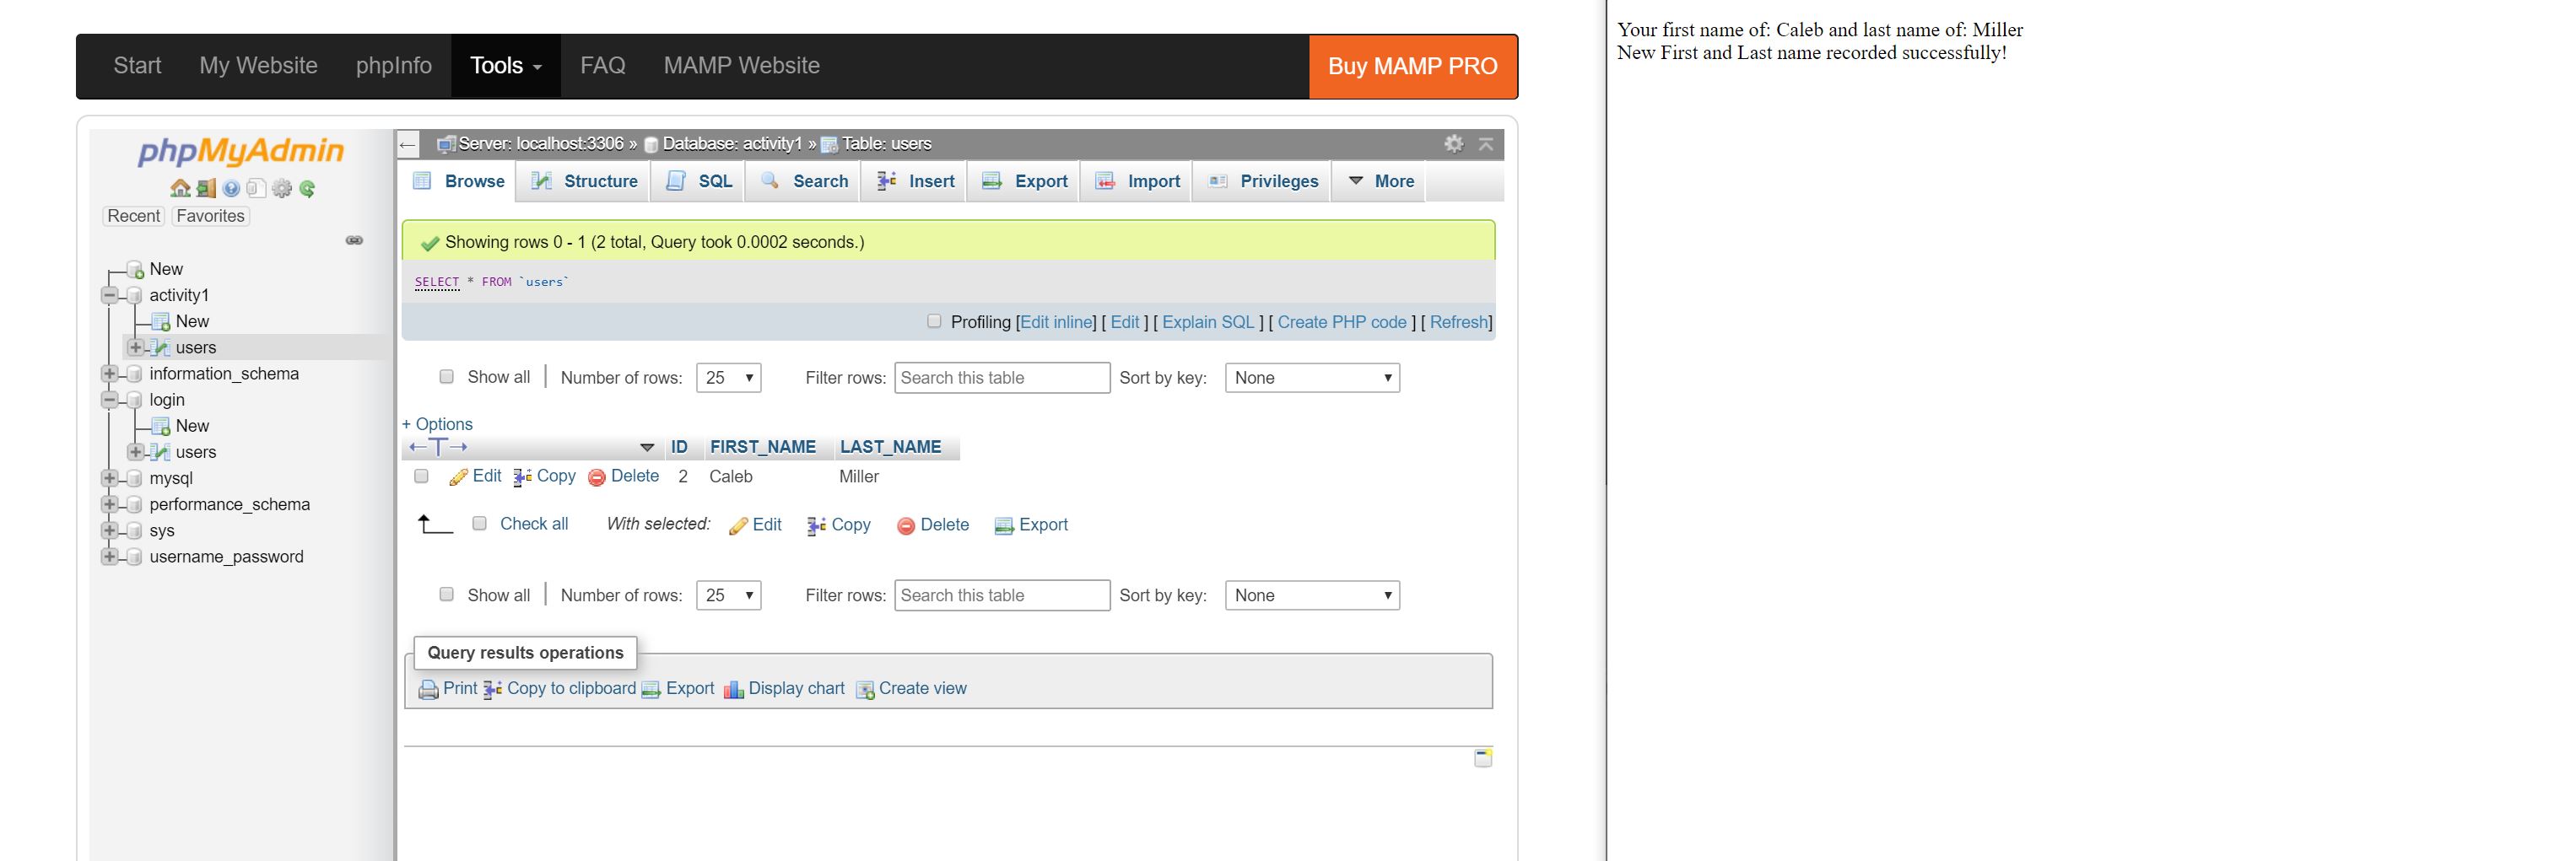 Start My Website phpInfo Tools FAQ MAMP Website Buy MAMP PRO
phpMyAdmin
Recent Favorites
New
activity1
New
users
information_schema
login
New
users
mysql
performance_schema
sys
username_password
Server: localhost:3306 » Database: activity1 » Table: users
Browse Structure SQL Search Insert Export Import Privileges More
Showing rows 0 - 1 (2 total, Query took 0.0002 seconds.)
SELECT * FROM `users`
Profiling [Edit inline] [ Edit ] [ Explain SQL ] [ Create PHP code ] [ Refresh]
Show all Number of rows: 25 Filter rows: Search this table Sort by key: None
+ Options
←T→ ID FIRST_NAME LAST_NAME
Edit Copy Delete 2 Caleb Miller
Check all With selected: Edit Copy Delete Export
Show all Number of rows: 25 Filter rows: Search this table Sort by key: None
Query results operations
Print Copy to clipboard Export Display chart Create view
Your first name of: Caleb and last name of: Miller
New First and Last name recorded successfully!